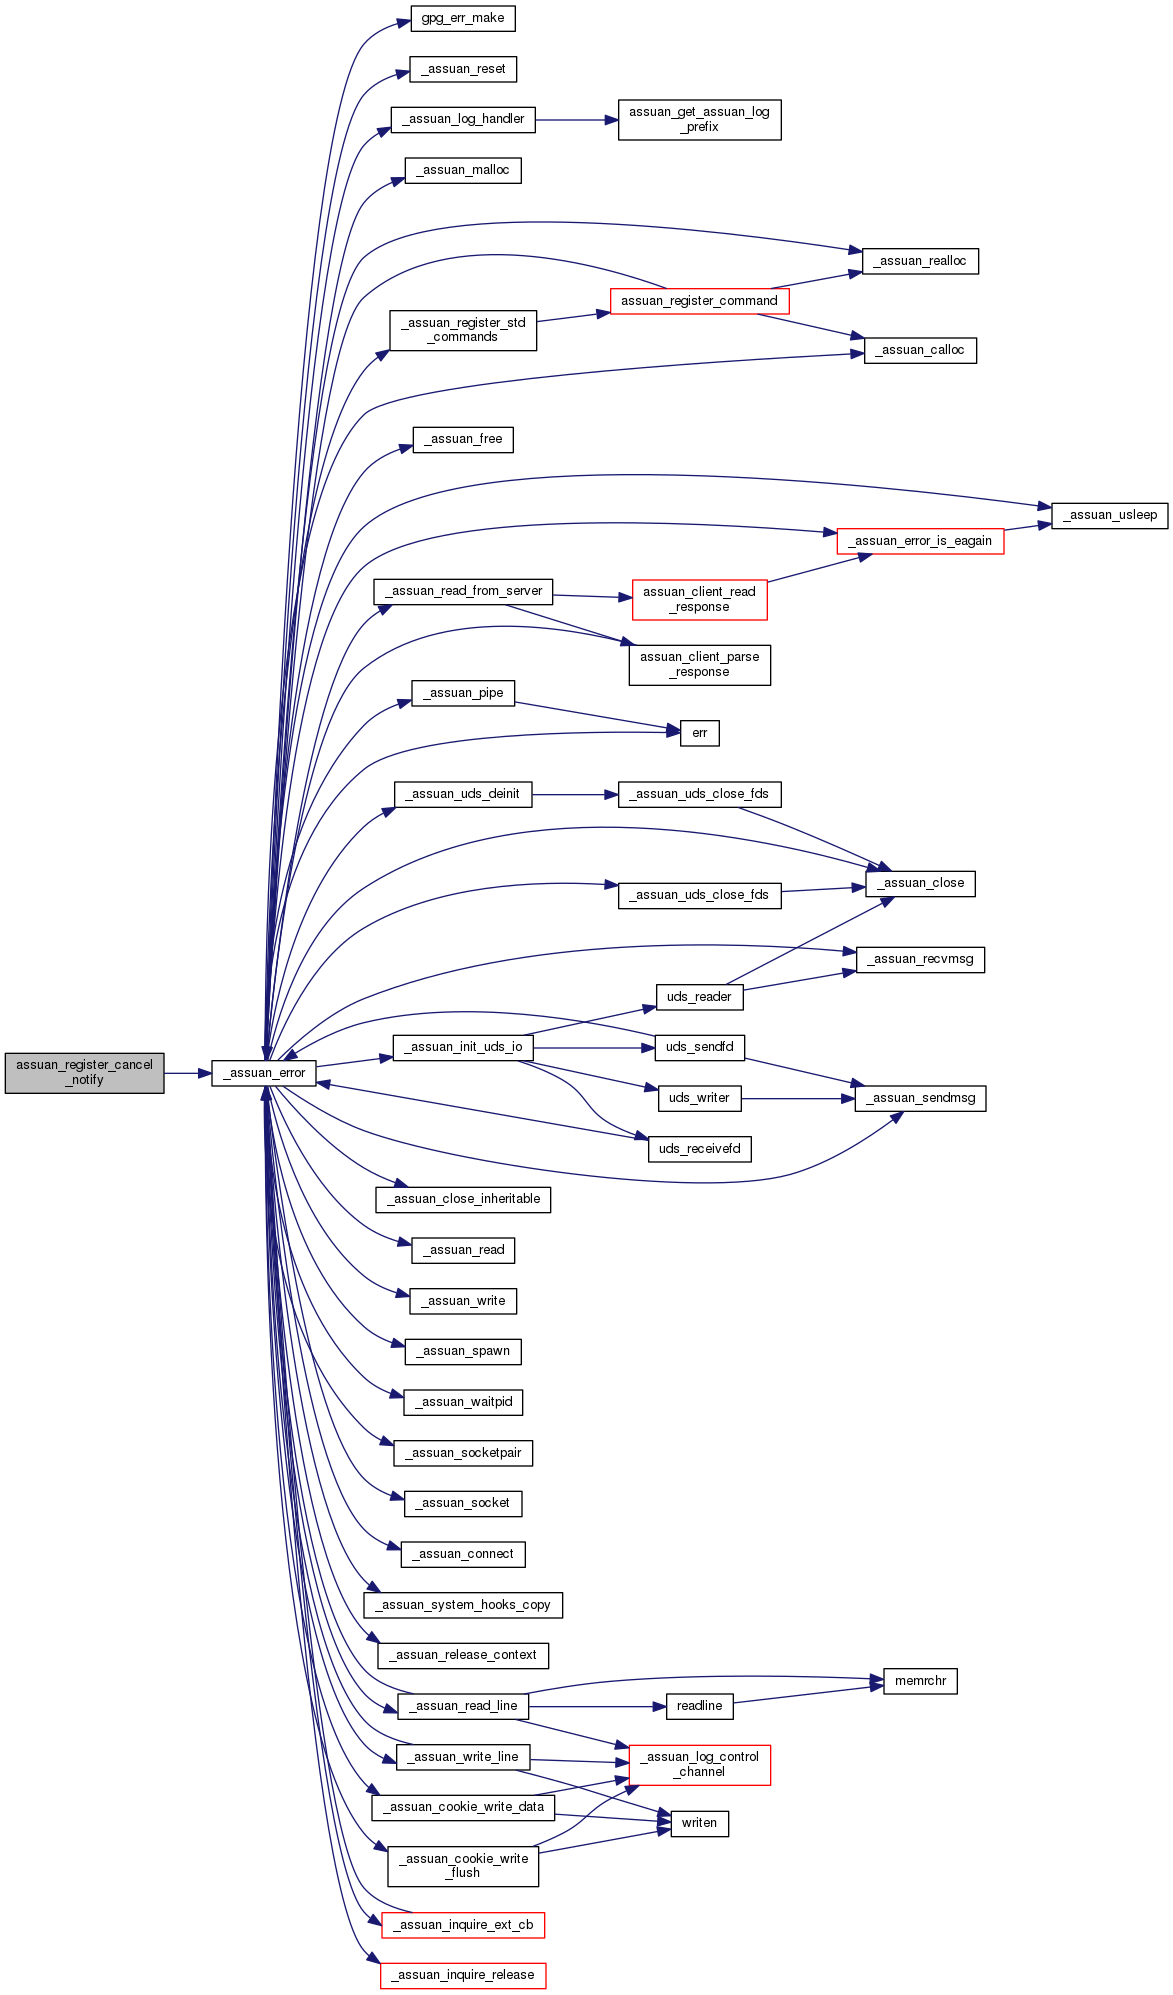 gpg_err_make
_assuan_reset
_assuan_log_handler
assuan_get_assuan_log
_prefix
_assuan_malloc
_assuan_realloc
assuan_register_command
_assuan_register_std
_commands
_assuan_calloc
_assuan_free
_assuan_usleep
_assuan_error_is_eagain
_assuan_read_from_server
assuan_client_read
_response
assuan_client_parse
_response
_assuan_pipe
err
_assuan_uds_deinit
_assuan_uds_close_fds
_assuan_close
_assuan_uds_close_fds
_assuan_recvmsg
uds_reader
_assuan_init_uds_io
uds_sendfd
assuan_register_cancel
_notify
_assuan_error
uds_writer
_assuan_sendmsg
uds_receivefd
_assuan_close_inheritable
_assuan_read
_assuan_write
_assuan_spawn
_assuan_waitpid
_assuan_socketpair
_assuan_socket
_assuan_connect
_assuan_system_hooks_copy
_assuan_release_context
memrchr
_assuan_read_line
readline
_assuan_write_line
_assuan_log_control
_channel
_assuan_cookie_write_data
writen
_assuan_cookie_write
_flush
_assuan_inquire_ext_cb
_assuan_inquire_release